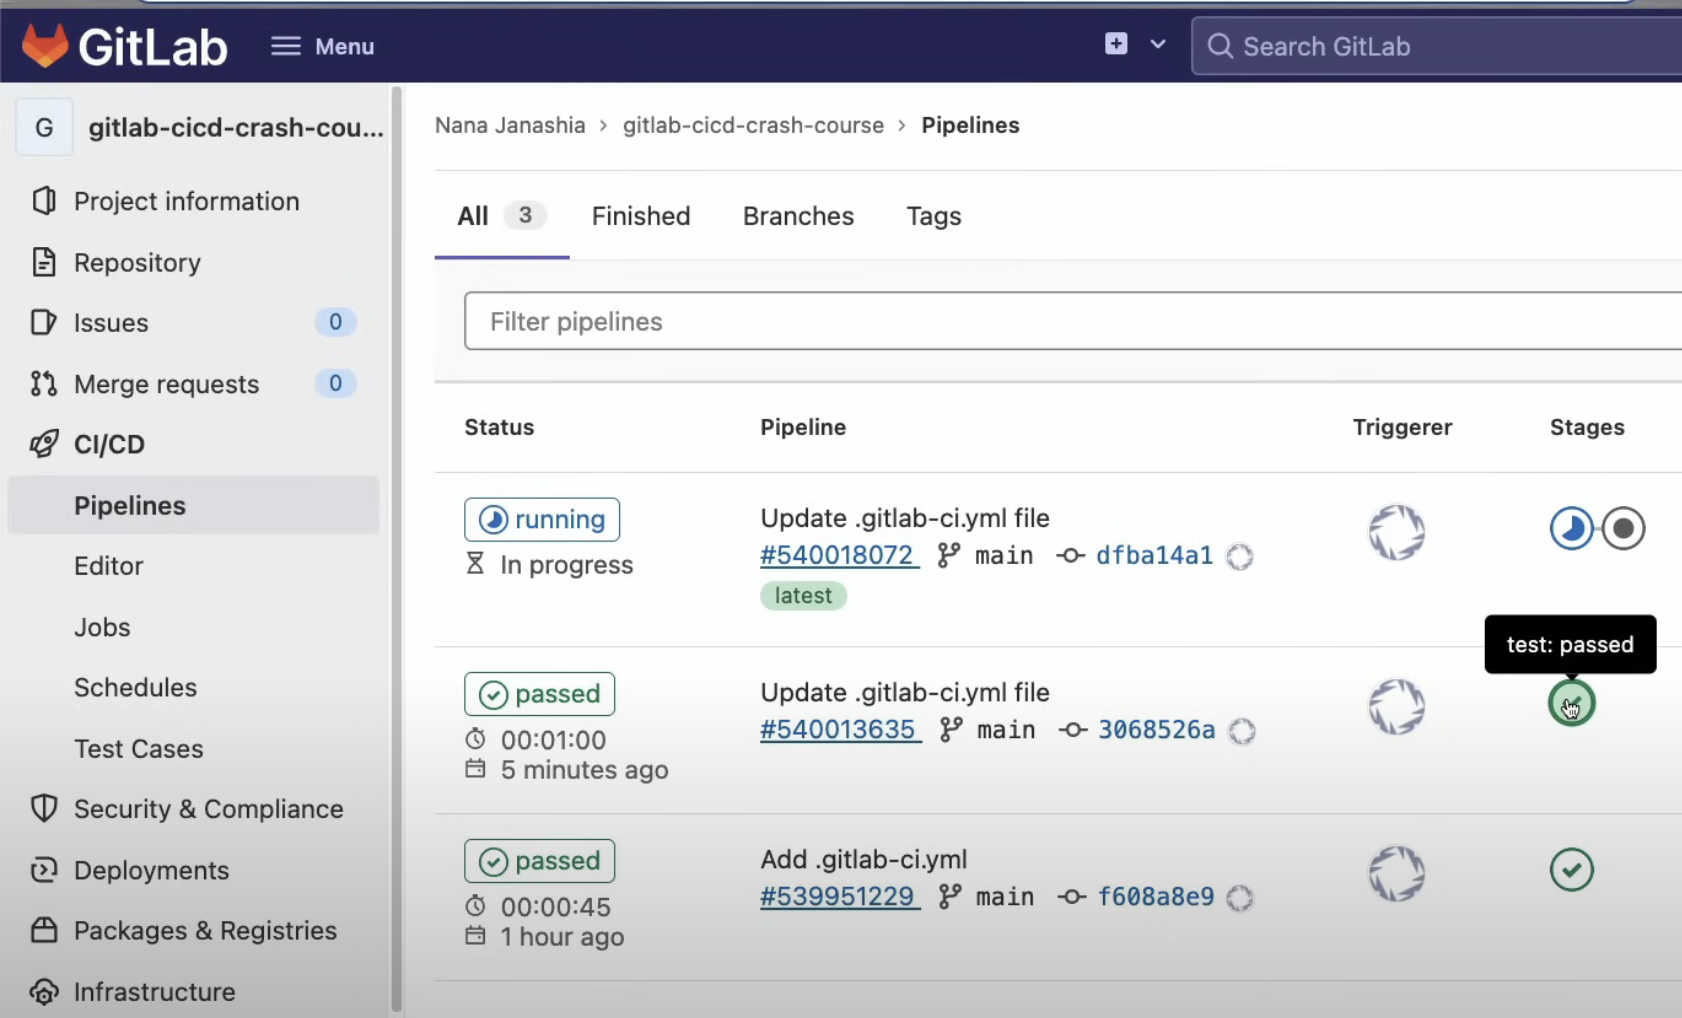 GitLab
Menu
Search GitLab
G
gitlab-cicd-crash-cou...
Project information
Repository
Issues
0
Merge requests
0
CI/CD
Pipelines
Editor
Jobs
Schedules
Test Cases
Security & Compliance
Deployments
Packages & Registries
Infrastructure
Nana Janashia › gitlab-cicd-crash-course › Pipelines
All 3 Finished Branches Tags
Filter pipelines
Status Pipeline Triggerer Stages
running
In progress
Update .gitlab-ci.yml file
#540018072 main dfba14a1
latest
test: passed
passed
00:01:00
5 minutes ago
Update .gitlab-ci.yml file
#540013635 main 3068526a
passed
00:00:45
1 hour ago
Add .gitlab-ci.yml
#539951229 main f608a8e9